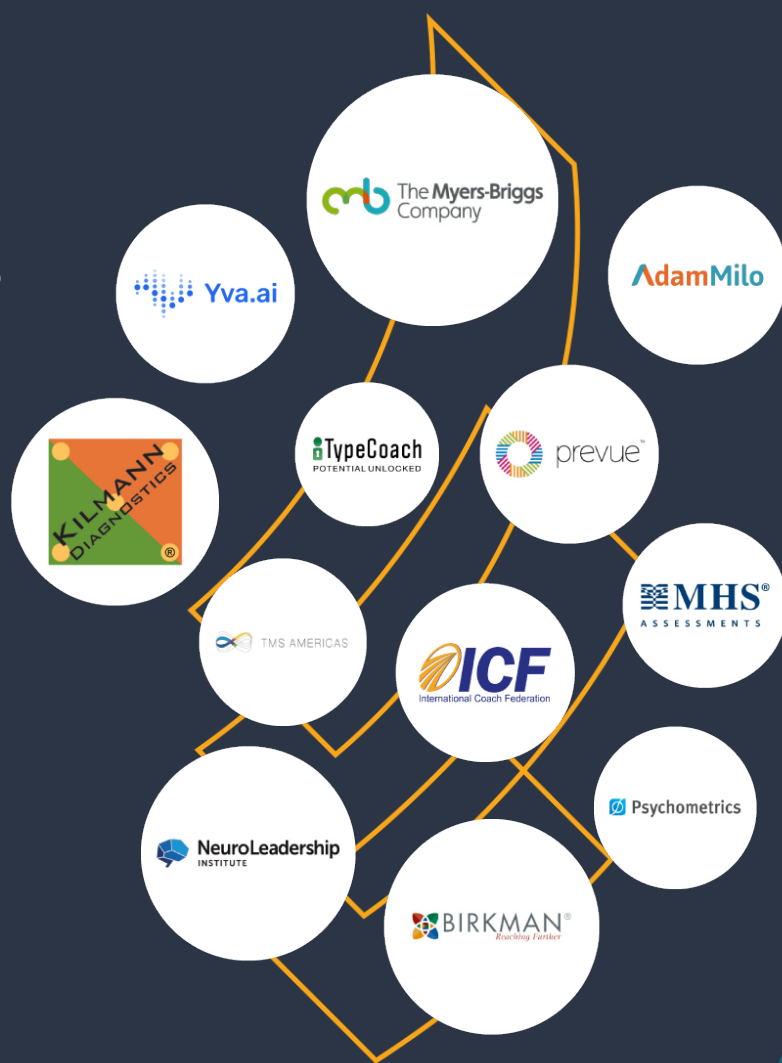 The Myers-Briggs
Company
Yva.ai
AdamMilo
TypeCoach
POTENTIAL UNLOCKED
prevue™
KILMANN
DIAGNOSTICS
®
MHS®
ASSESSMENTS
TMS AMERICAS
ICF
International Coach Federation
Psychometrics
NeuroLeadership
INSTITUTE
BIRKMAN®
Reaching Further